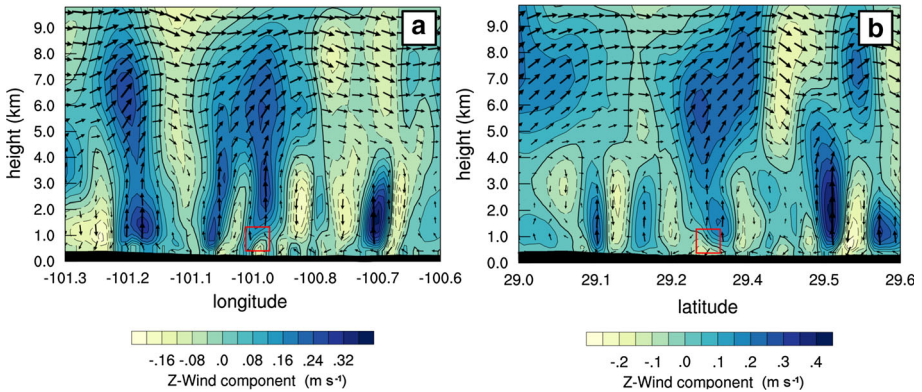 a
height (km)
9.0
8.0
7.0
6.0
5.0
4.0
3.0
2.0
1.0
0.0
-101.3 -101.2 -101.1 -101.0 -100.8 -100.7 -100.6
longitude
-.16 -.08 .0 .08 .16 .24 .32
Z-Wind component (m s⁻¹)
b
height (km)
9.0
8.0
7.0
6.0
5.0
4.0
3.0
2.0
1.0
0.0
29.0 29.1 29.2 29.3 29.4 29.5 29.6
latitude
-.2 -.1 .0 .1 .2 .3 .4
Z-Wind component (m s⁻¹)